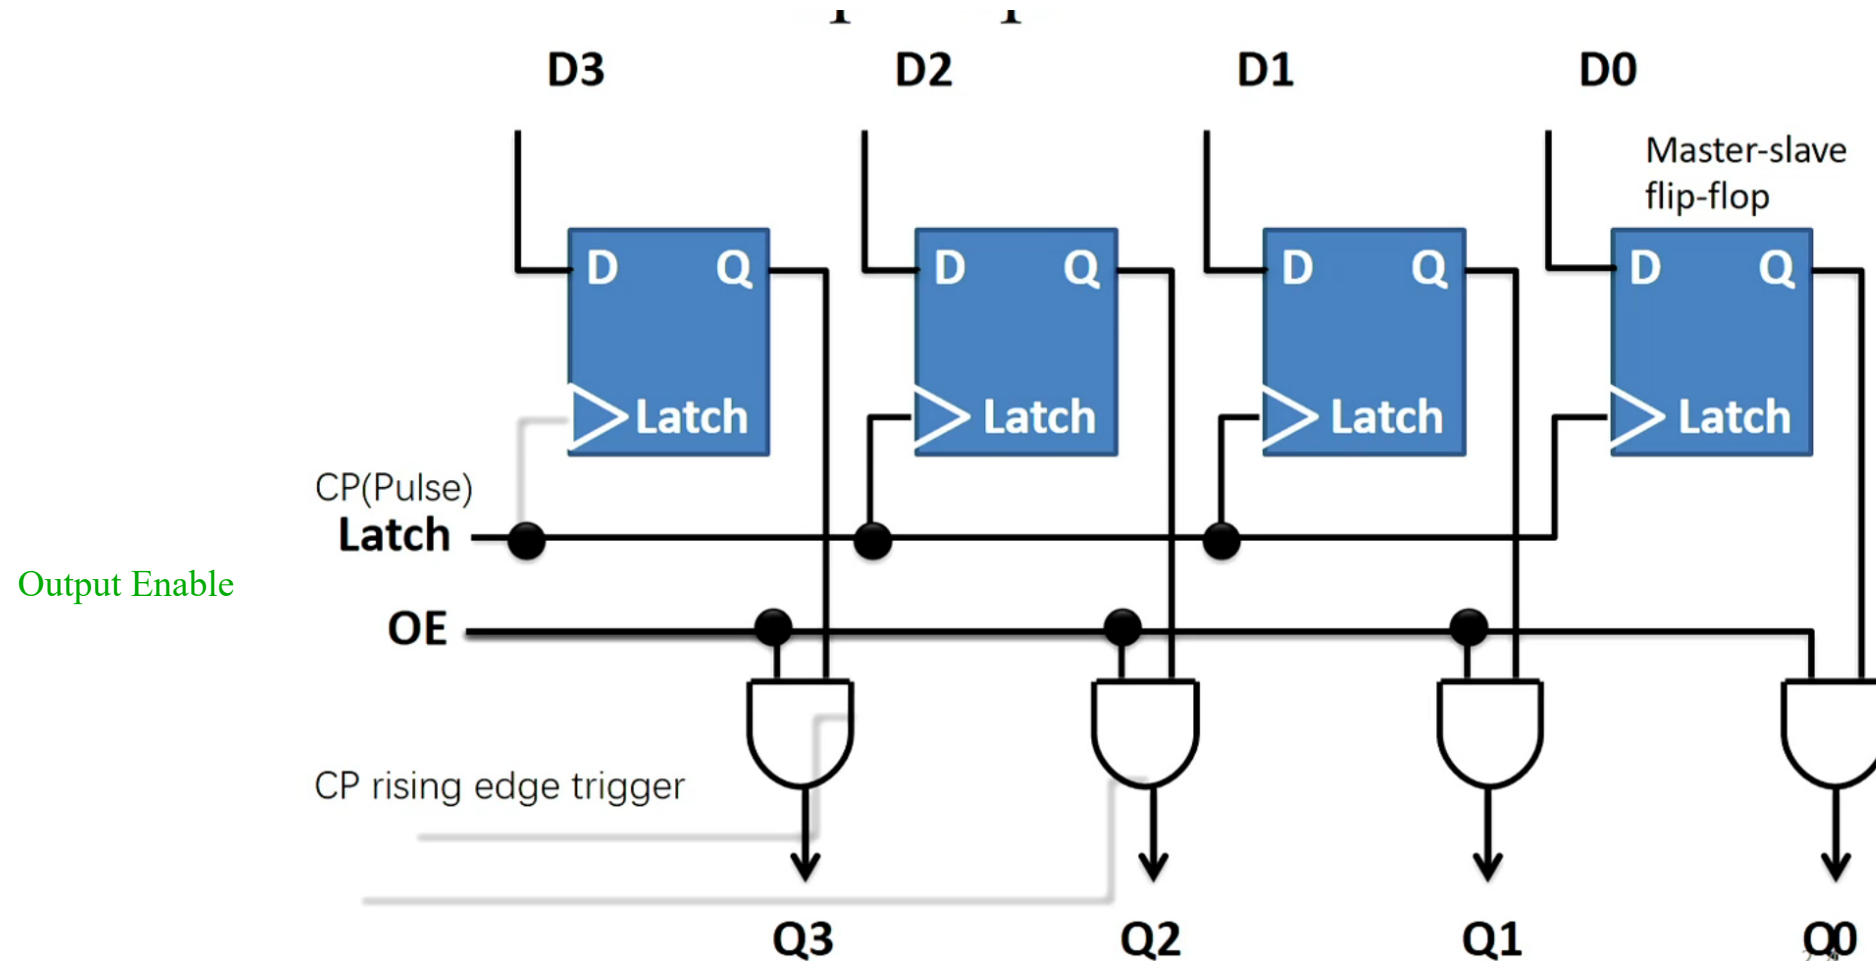 D3 D2 D1 D0
Master-slave
flip-flop
D Q D Q D Q D Q
Latch Latch Latch Latch
CP(Pulse)
Latch
Output Enable
OE
CP rising edge trigger
Q3 Q2 Q1 Q0